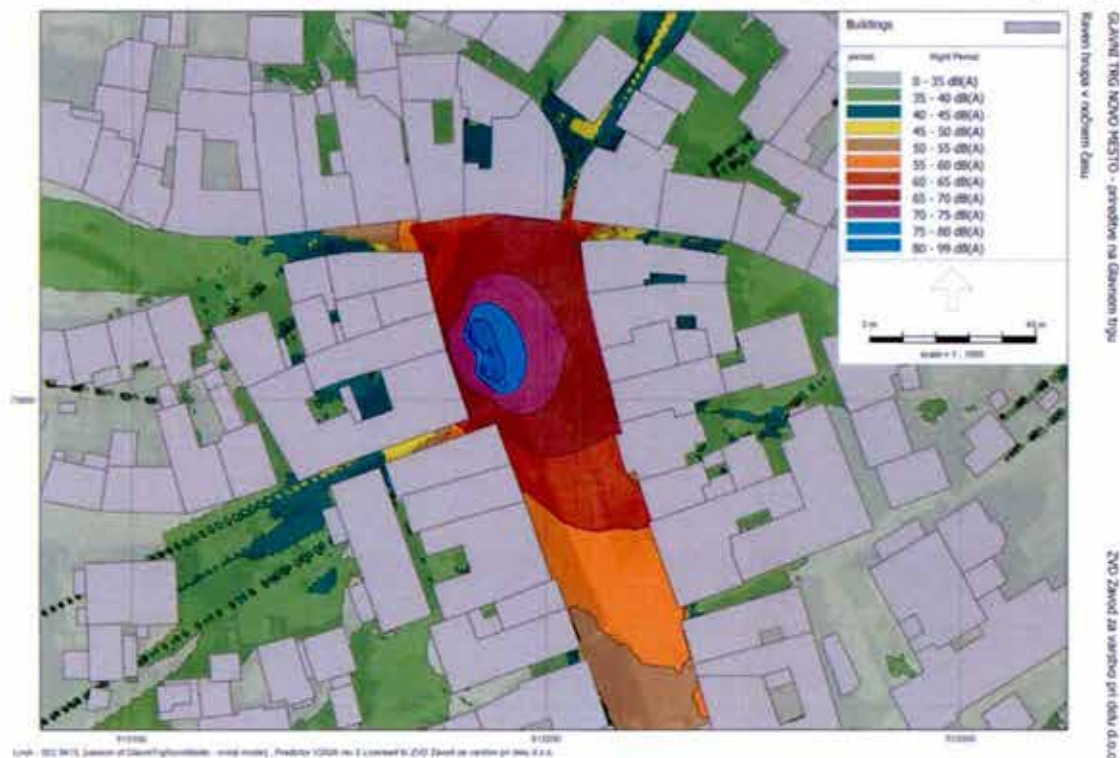 Buildings
period Night Period
0 - 35 dB(A)
35 - 40 dB(A)
40 - 45 dB(A)
45 - 50 dB(A)
50 - 55 dB(A)
55 - 60 dB(A)
60 - 65 dB(A)
65 - 70 dB(A)
70 - 75 dB(A)
75 - 80 dB(A)
80 - 99 dB(A)
0 m 40 m
scale = 1 : 1000
GLAVNI TRG NOVO MESTO - prireditve na Glavnem trgu
Raven hrupa v nočnem času
ZVD Zavod za varstvo pri delu d.o.o.